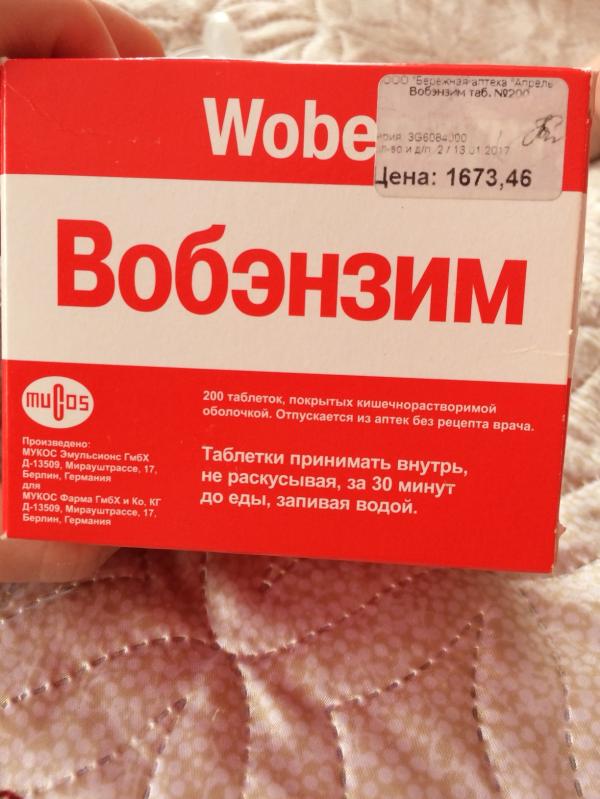 Wobe
ООО "Бережная аптека "Апрель
Вобэнзим таб. №200
3G6084J00
и д/п. 2 / 13.01.2017
Цена: 1673,46
Вобэнзим
mucos
200 таблеток, покрытых кишечнорастворимой
оболочкой. Отпускается из аптек без рецепта врача.
Произведено:
МУКОС Эмульсионс ГмбХ
Д-13509, Мирауштрассе, 17,
Берлин, Германия
для
МУКОС Фарма ГмбХ и Ко, КГ
Д-13509, Мирауштрассе, 17,
Берлин, Германия
Таблетки принимать внутрь,
не раскусывая, за 30 минут
до еды, запивая водой.